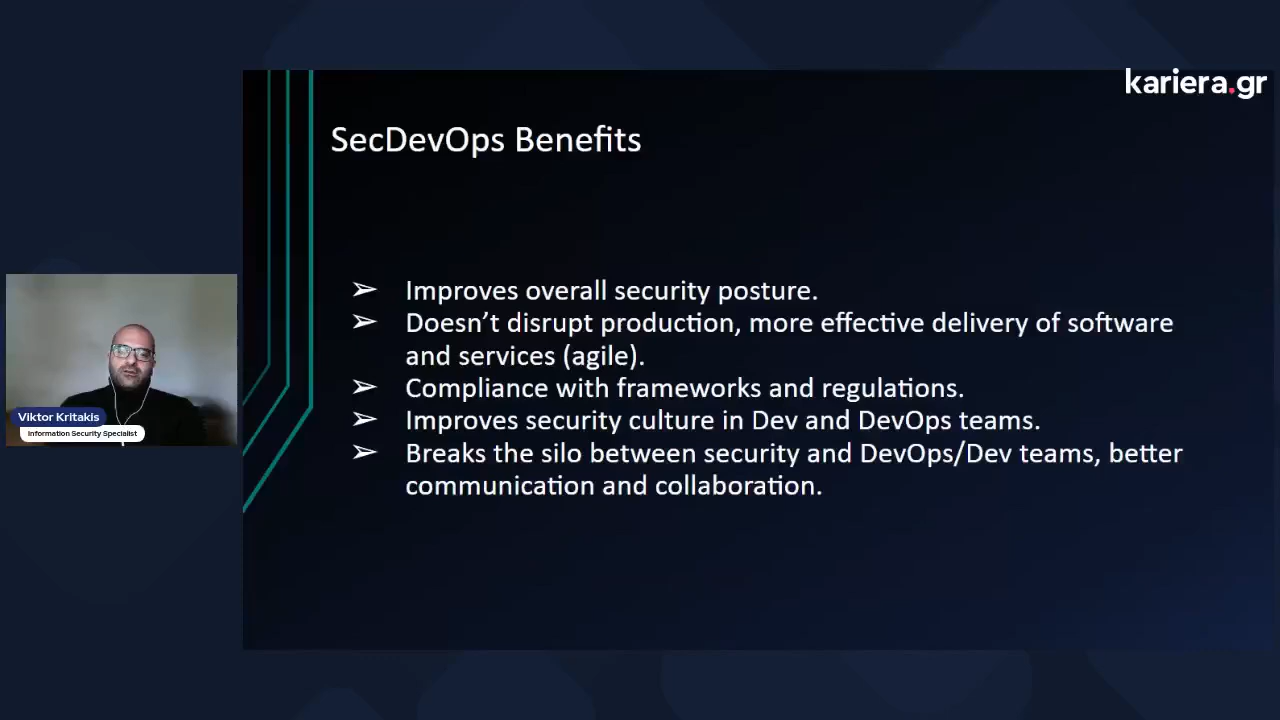 kariera.gr
SecDevOps Benefits
➢ Improves overall security posture.
➢ Doesn’t disrupt production, more effective delivery of software
and services (agile).
➢ Compliance with frameworks and regulations.
➢ Improves security culture in Dev and DevOps teams.
➢ Breaks the silo between security and DevOps/Dev teams, better
communication and collaboration.
Viktor Kritakis
Information Security Specialist